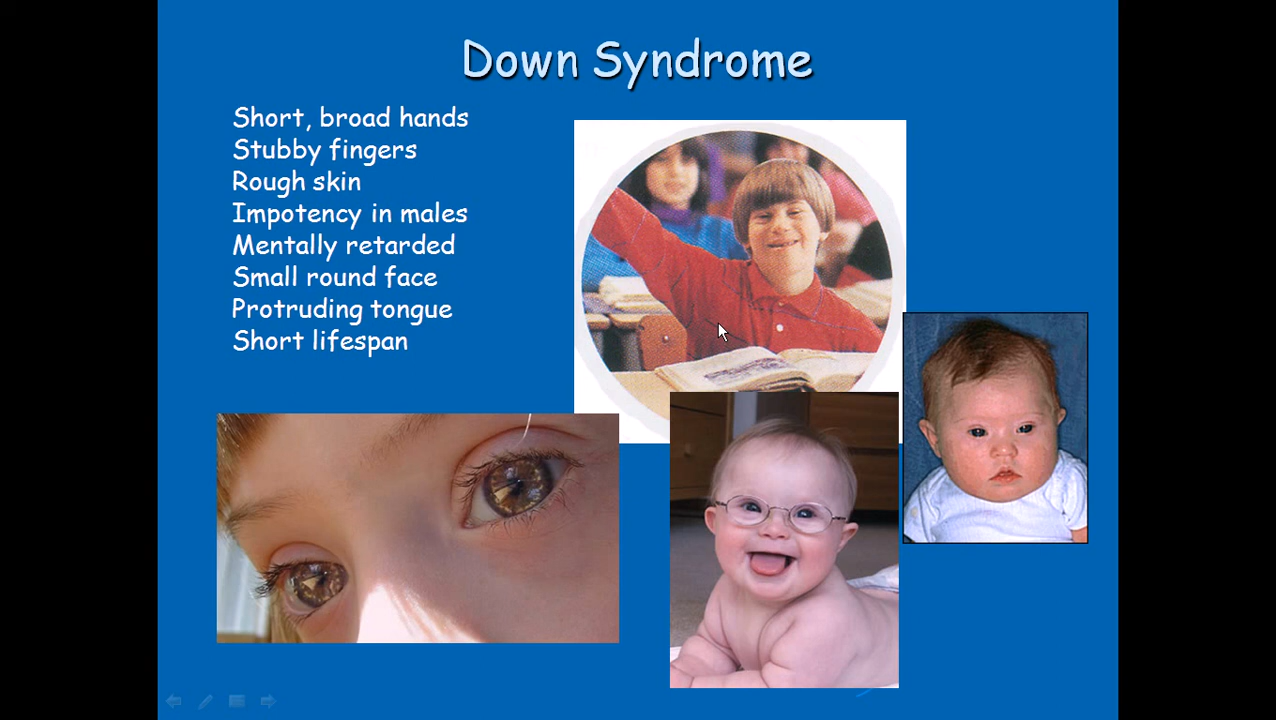 Down Syndrome
Short, broad hands
Stubby fingers
Rough skin
Impotency in males
Mentally retarded
Small round face
Protruding tongue
Short lifespan